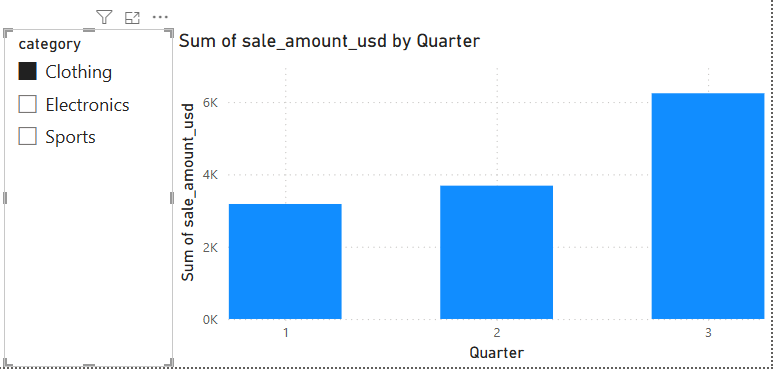 category
Clothing
Electronics
Sports
Sum of sale_amount_usd by Quarter
Sum of sale_amount_usd
6K
4K
2K
0K
1
2
3
Quarter